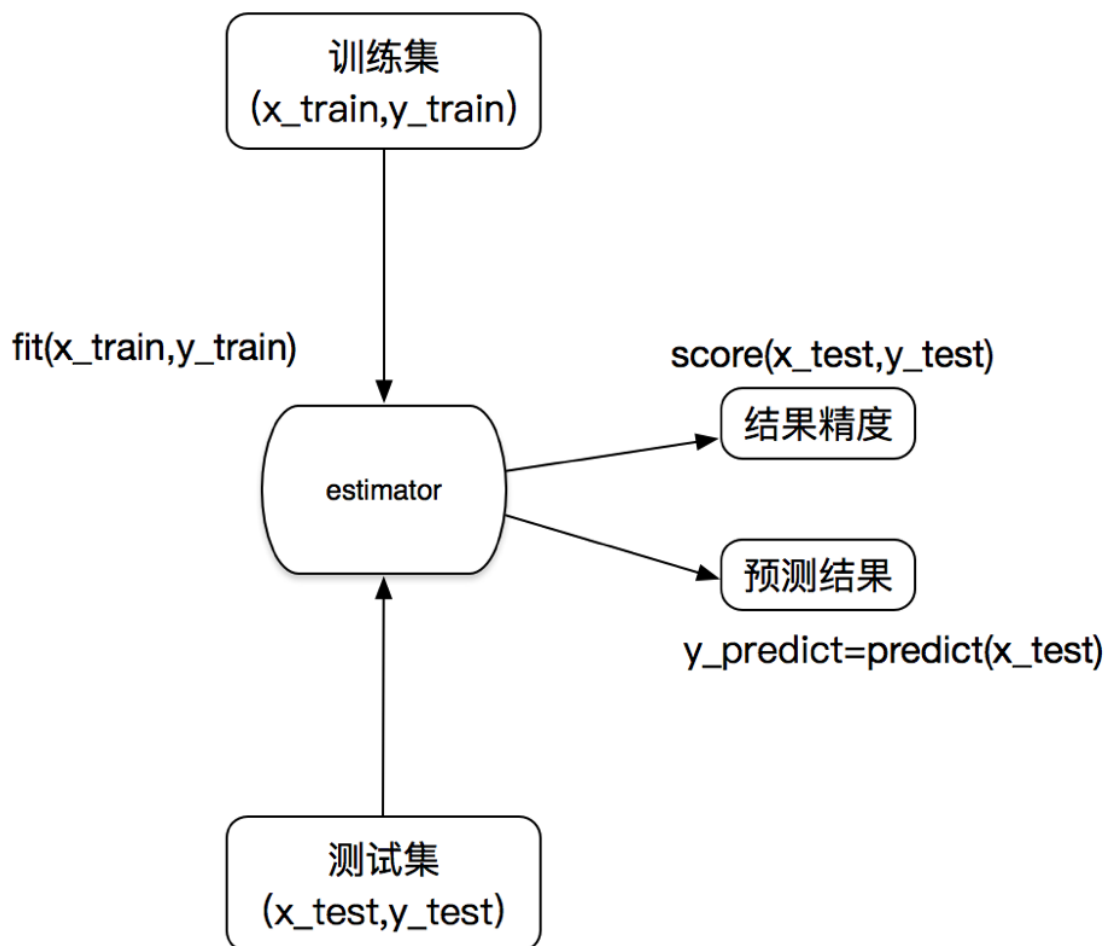 训练集
(x_train,y_train)
fit(x_train,y_train)
score(x_test,y_test)
结果精度
estimator
预测结果
y_predict=predict(x_test)
测试集
(x_test,y_test)